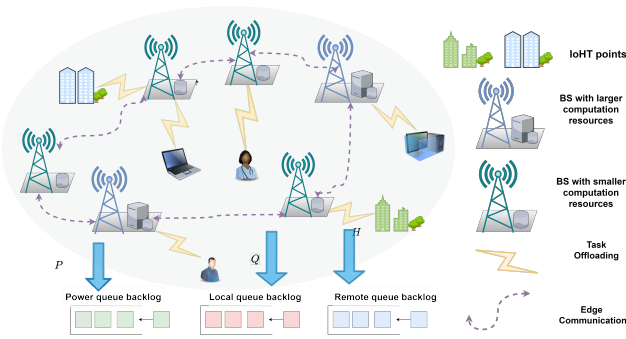 IoHT points
BS with larger
computation
resources
BS with smaller
computation
resources
Task
Offloading
Edge
Communication
P
Q
H
Power queue backlog
Local queue backlog
Remote queue backlog